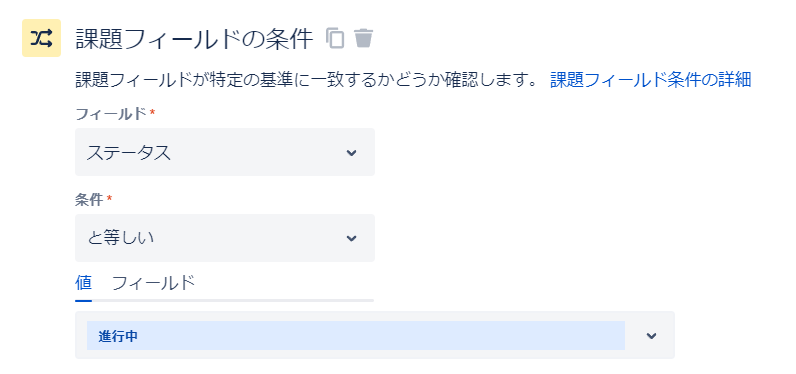 課題フィールドの条件
課題フィールドが特定の基準に一致するかどうか確認します。 課題フィールド条件の詳細
フィールド*
ステータス
条件*
と等しい
値 フィールド
進行中